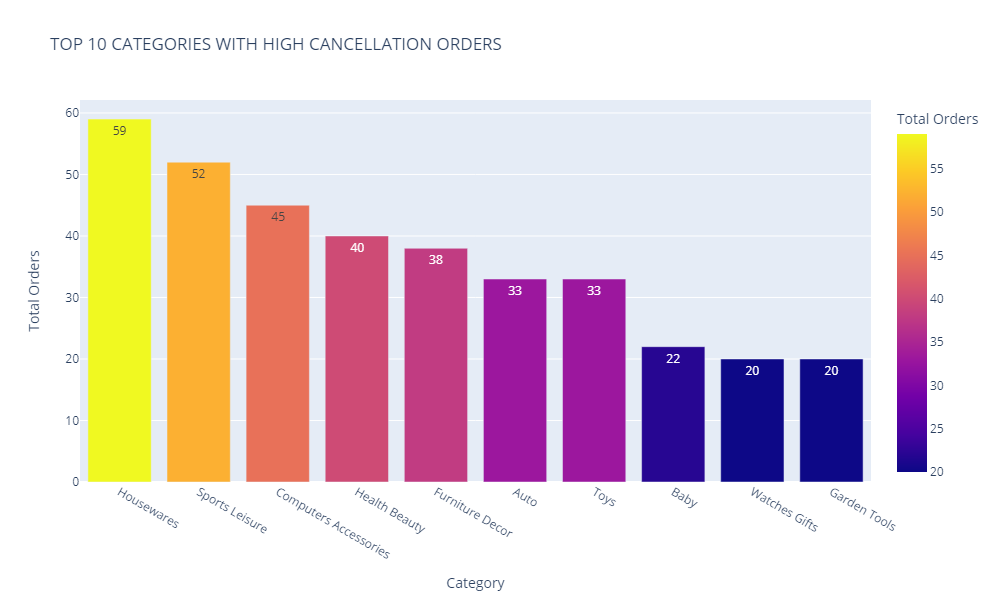 TOP 10 CATEGORIES WITH HIGH CANCELLATION ORDERS
Total Orders
60
50
40
30
20
10
0
Total Orders
59
52
45
40
38
33
33
22
20
20
Housewares
Sports Leisure
Computers Accessories
Health Beauty
Furniture Decor
Auto
Toys
Baby
Watches Gifts
Garden Tools
Category
55
50
45
40
35
30
25
20